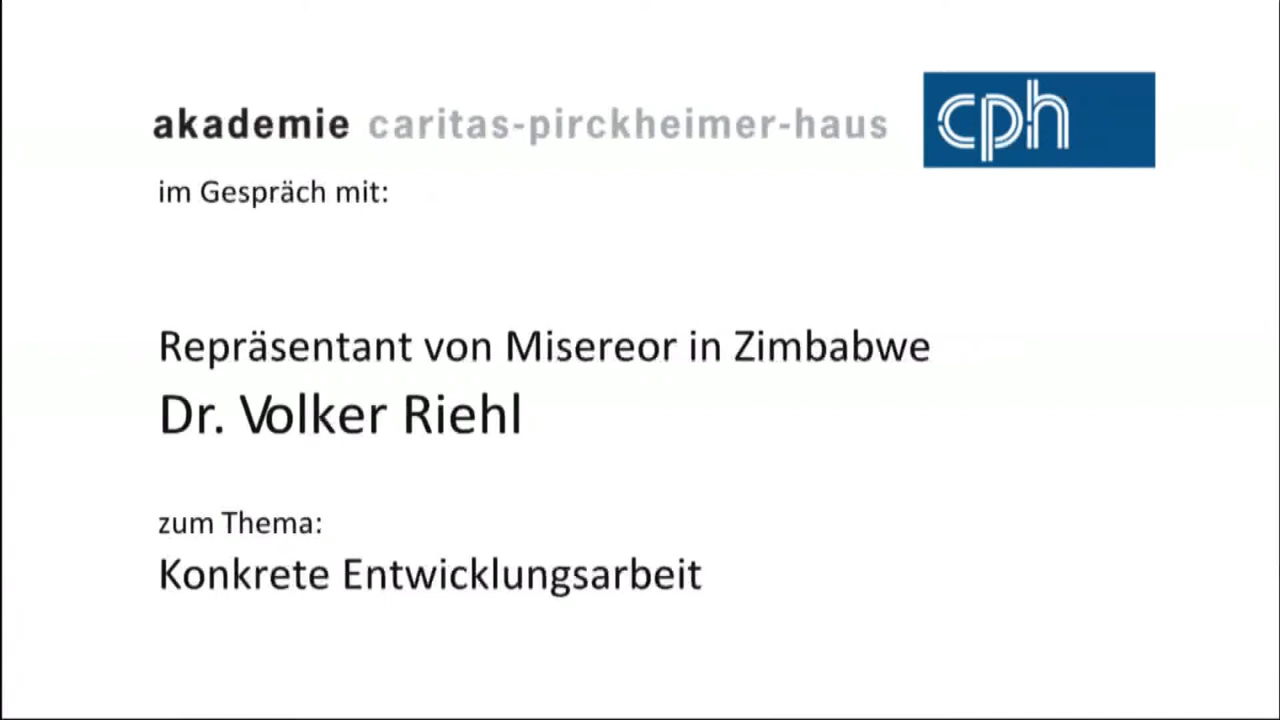 akademie caritas-pirckheimer-haus cph
im Gespräch mit:
Repräsentant von Misereor in Zimbabwe
Dr. Volker Riehl
zum Thema:
Konkrete Entwicklungsarbeit